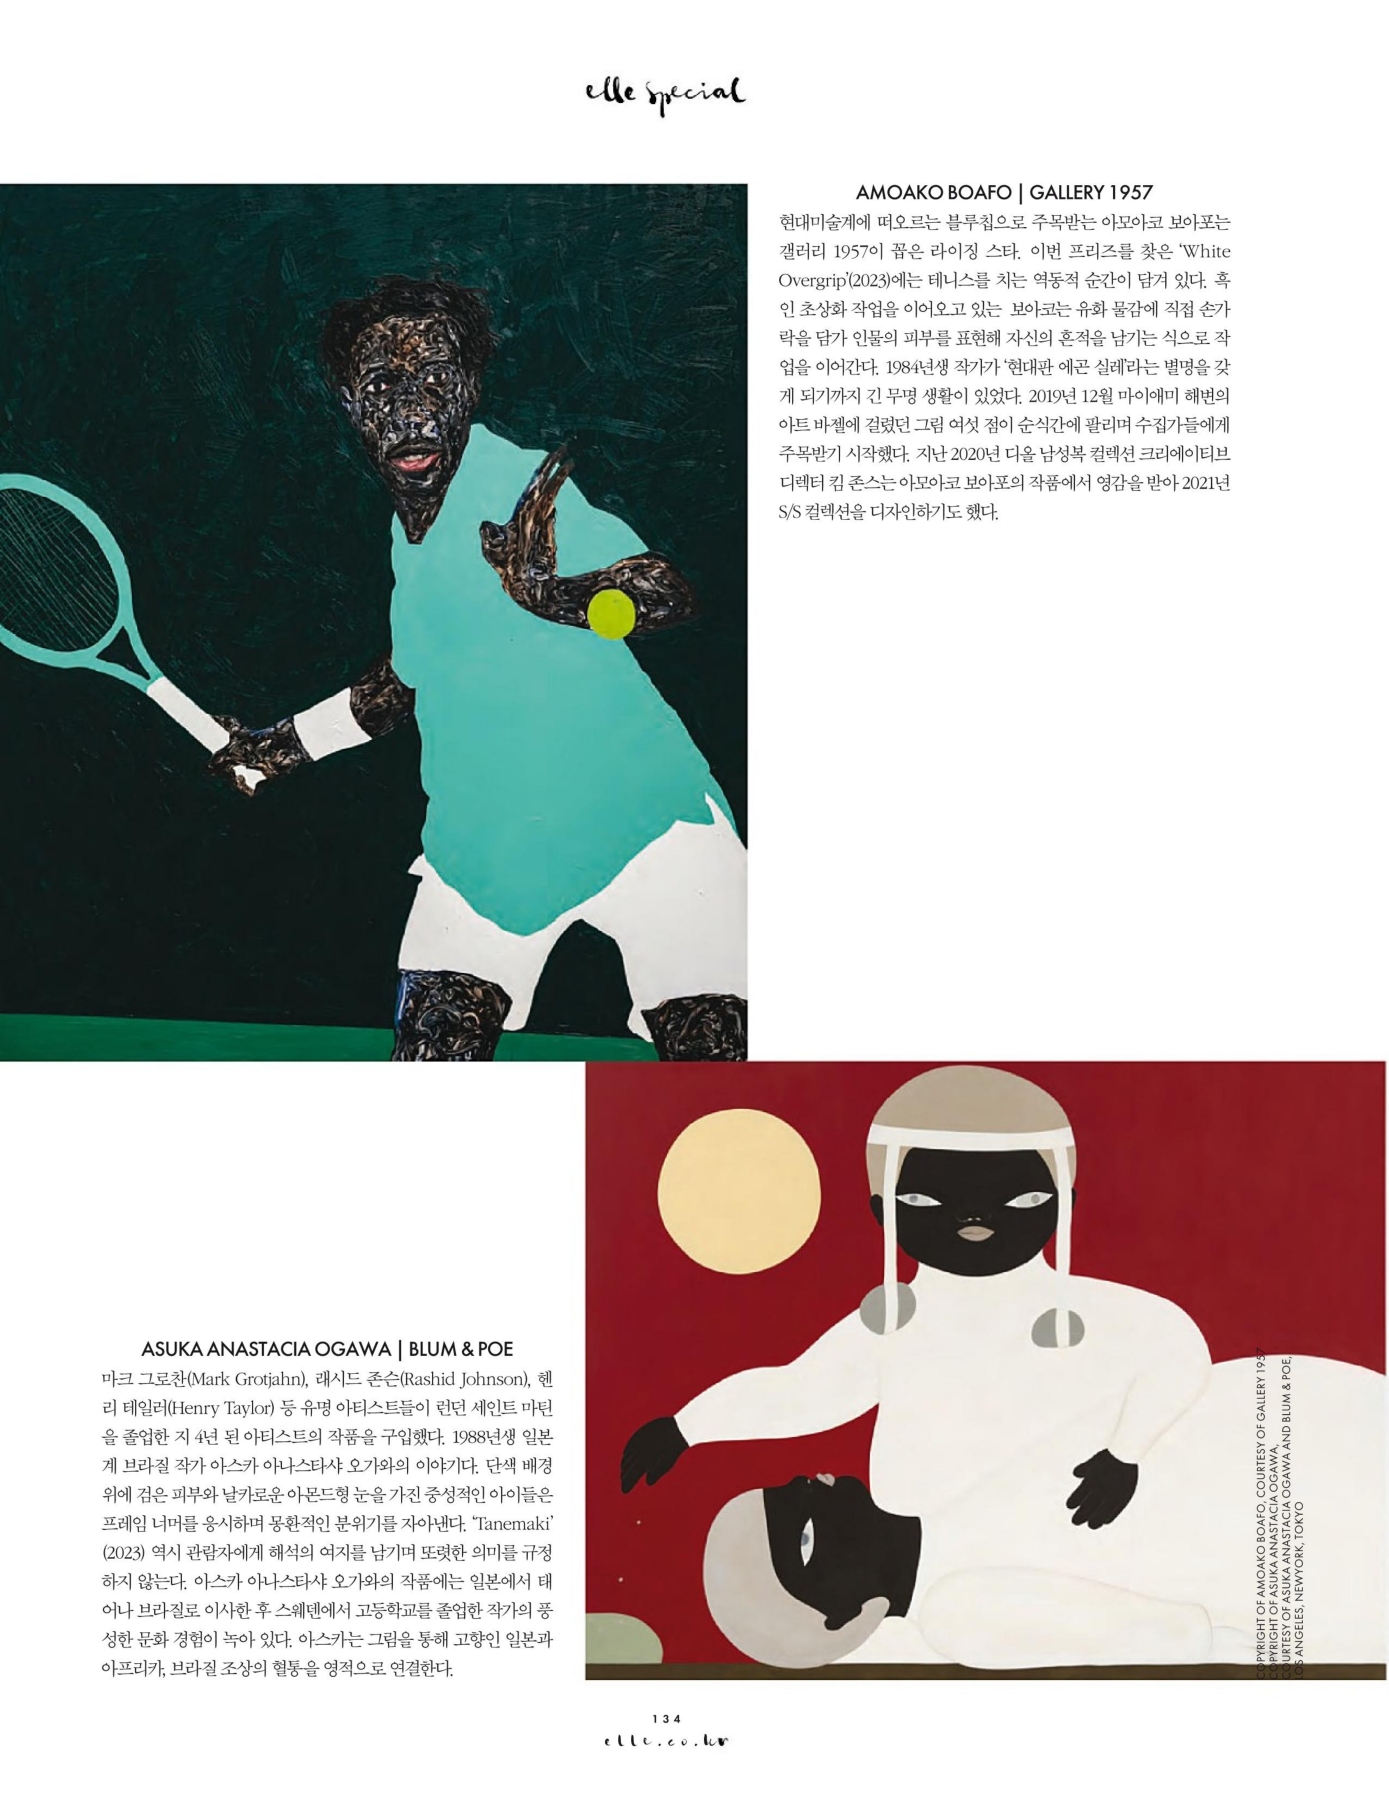 elle special
AMOAKO BOAFO | GALLERY 1957
현대미술계에 떠오르는 블루칩으로 주목받는 아모아코 보아포는
갤러리 1957이 꼽은 라이징 스타. 이번 프리즈를 찾은 ‘White
Overgrip’(2023)에는 테니스를 치는 역동적 순간이 담겨 있다. 흑
인 초상화 작업을 이어오고 있는 보아코는 유화 물감에 직접 손가
락을 담가 인물의 피부를 표현해 자신의 흔적을 남기는 식으로 작
업을 이어간다. 1984년생 작가가 ‘현대판 에곤 실레’라는 별명을 갖
게 되기까지 긴 무명 생활이 있었다. 2019년 12월 마이애미 해변의
아트 바젤에 걸렸던 그림 여섯 점이 순식간에 팔리며 수집가들에게
주목받기 시작했다. 지난 2020년 디올 남성복 컬렉션 크리에이티브
디렉터 킴 존스는 아모아코 보아포의 작품에서 영감을 받아 2021년
S/S 컬렉션을 디자인하기도 했다.
ASUKA ANASTACIA OGAWA | BLUM & POE
마크 그로찬(Mark Grotjahn), 래시드 존슨(Rashid Johnson), 헨
리 테일러(Henry Taylor) 등 유명 아티스트들이 런던 세인트 마틴
을 졸업한 지 4년 된 아티스트의 작품을 구입했다. 1988년생 일본
계 브라질 작가 아스카 아나스타샤 오가와의 이야기다. 단색 배경
위에 검은 피부와 날카로운 아몬드형 눈을 가진 중성적인 아이들은
프레임 너머를 응시하며 몽환적인 분위기를 자아낸다. ‘Tanemaki’
(2023) 역시 관람자에게 해석의 여지를 남기며 또렷한 의미를 규정
하지 않는다. 아스카 아나스타샤 오가와의 작품에는 일본에서 태
어나 브라질로 이사한 후 스웨덴에서 고등학교를 졸업한 작가의 풍
성한 문화 경험이 녹아 있다. 아스카는 그림을 통해 고향인 일본과
아프리카, 브라질 조상의 혈통을 영적으로 연결한다.
COPYRIGHT OF AMOAKO BOAFO, COURTESY OF GALLERY 1957
COPYRIGHT OF ASUKA ANASTACIA OGAWA,
COURTESY OF ASUKA ANASTACIA OGAWA AND BLUM & POE,
LOS ANGELES, NEWYORK, TOKYO
134
elle.co.kr